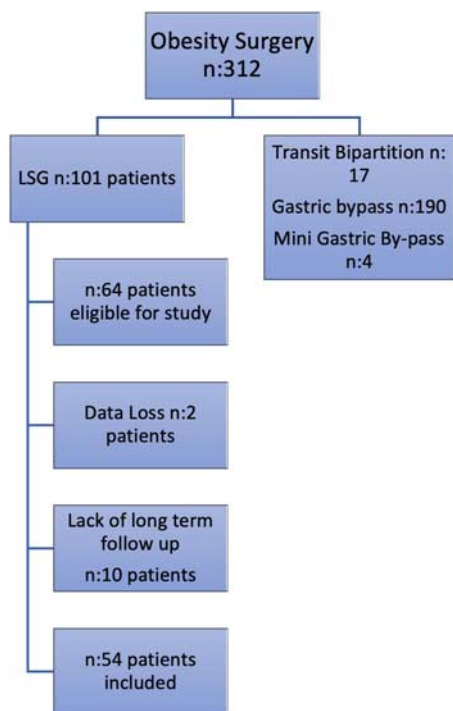 Obesity Surgery
n:312
LSG n:101 patients
Transit Bipartition n:
17
Gastric bypass n:190
Mini Gastric By-pass
n:4
n:64 patients
eligible for study
Data Loss n:2
patients
Lack of long term
follow up
n:10 patients
n:54 patients
included